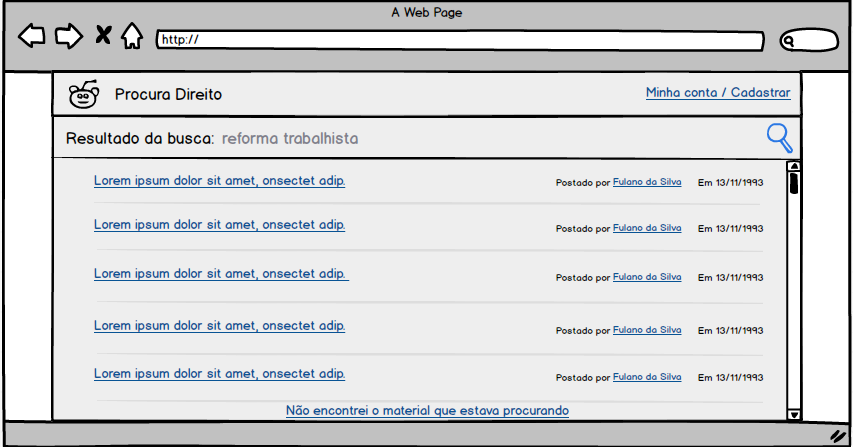 A Web Page
http://
Procura Direito
Minha conta / Cadastrar
Resultado da busca: reforma trabalhista
Lorem ipsum dolor sit amet, onsectet adip. Postado por Fulano da Silva Em 13/11/1993
Lorem ipsum dolor sit amet, onsectet adip. Postado por Fulano da Silva Em 13/11/1993
Lorem ipsum dolor sit amet, onsectet adip. Postado por Fulano da Silva Em 13/11/1993
Lorem ipsum dolor sit amet, onsectet adip. Postado por Fulano da Silva Em 13/11/1993
Lorem ipsum dolor sit amet, onsectet adip. Postado por Fulano da Silva Em 13/11/1993
Não encontrei o material que estava procurando